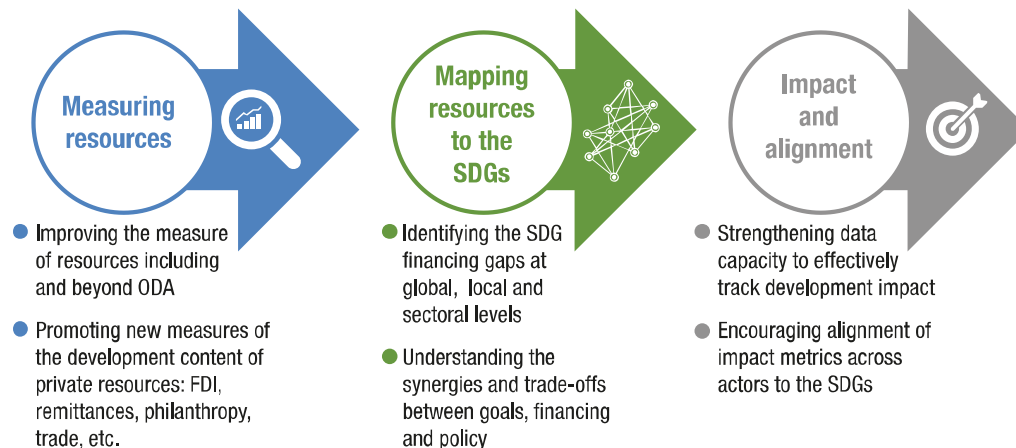 Measuring
resources
Improving the measure
of resources including
and beyond ODA
Promoting new measures of
the development content of
private resources: FDI,
remittances, philanthropy,
trade, etc.
Mapping
resources
to the
SDGs
Identifying the SDG
financing gaps at
global, local and
sectoral levels
Understanding the
synergies and trade-offs
between goals, financing
and policy
Impact
and
alignment
Strengthening data
capacity to effectively
track development impact
Encouraging alignment of
impact metrics across
actors to the SDGs